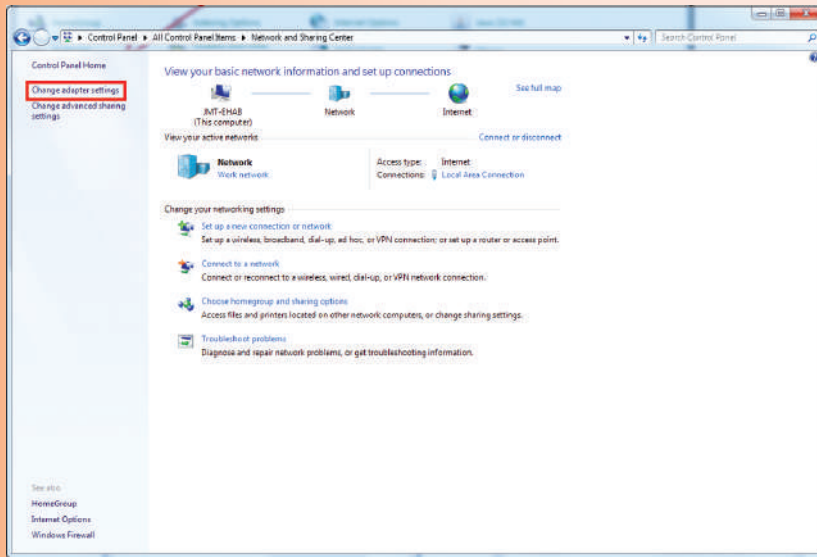 Control Panel ▸ All Control Panel Items ▸ Network and Sharing Center
Search Control Panel
Control Panel Home
Change adapter settings
Change advanced sharing
settings
View your basic network information and set up connections
See full map
JMT-EHAB
(This computer)
Network
Internet
View your active networks
Connect or disconnect
Network
Work network
Access type: Internet
Connections: Local Area Connection
Change your networking settings
Set up a new connection or network
Set up a wireless, broadband, dial-up, ad hoc, or VPN connection; or set up a router or access point.
Connect to a network
Connect or reconnect to a wireless, wired, dial-up, or VPN network connection.
Choose homegroup and sharing options
Access files and printers located on other network computers, or change sharing settings.
Troubleshoot problems
Diagnose and repair network problems, or get troubleshooting information.
See also
HomeGroup
Internet Options
Windows Firewall